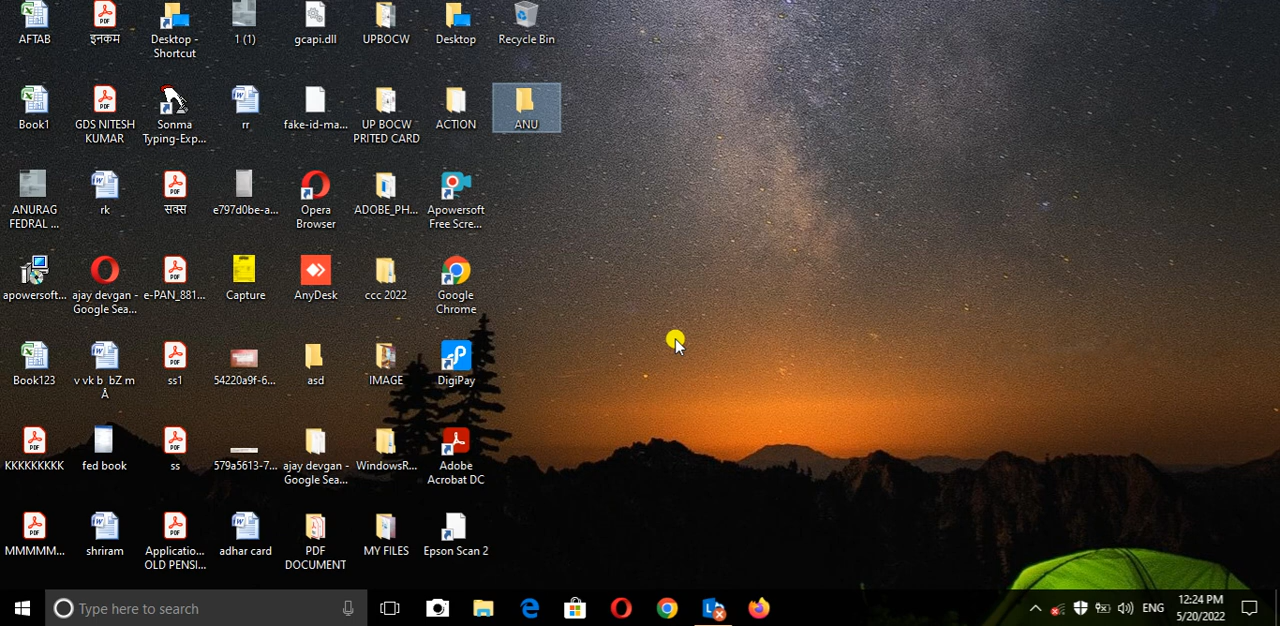 AFTAB
इनकम
Desktop -
Shortcut
1 (1)
gcapi.dll
UPBOCW
Desktop
Recycle Bin
Book1
GDS NITESH
KUMAR
Sonma
Typing-Exp...
rr
fake-id-ma...
UP BOCW
PRITED CARD
ACTION
ANU
ANURAG
FEDRAL ...
rk
सक्स
e797d0be-a...
Opera
Browser
ADOBE_PH...
Apowersoft
Free Scre...
apowersoft...
ajay devgan -
Google Sea...
e-PAN_881...
Capture
AnyDesk
ccc 2022
Google
Chrome
Book123
v vk b  bZ m
Å
ss1
54220a9f-6...
asd
IMAGE
DigiPay
KKKKKKKKK
fed book
ss
579a5613-7...
ajay devgan -
Google Sea...
WindowsR...
Adobe
Acrobat DC
MMMMM...
shriram
Applicatio...
OLD PENSI...
adhar card
PDF
DOCUMENT
MY FILES
Epson Scan 2
Type here to search
ENG
12:24 PM
5/20/2022